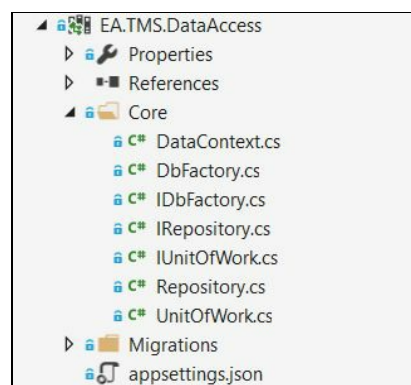 EA.TMS.DataAccess
Properties
References
Core
C# DataContext.cs
C# DbFactory.cs
C# IDbFactory.cs
C# IRepository.cs
C# IUnitOfWork.cs
C# Repository.cs
C# UnitOfWork.cs
Migrations
appsettings.json